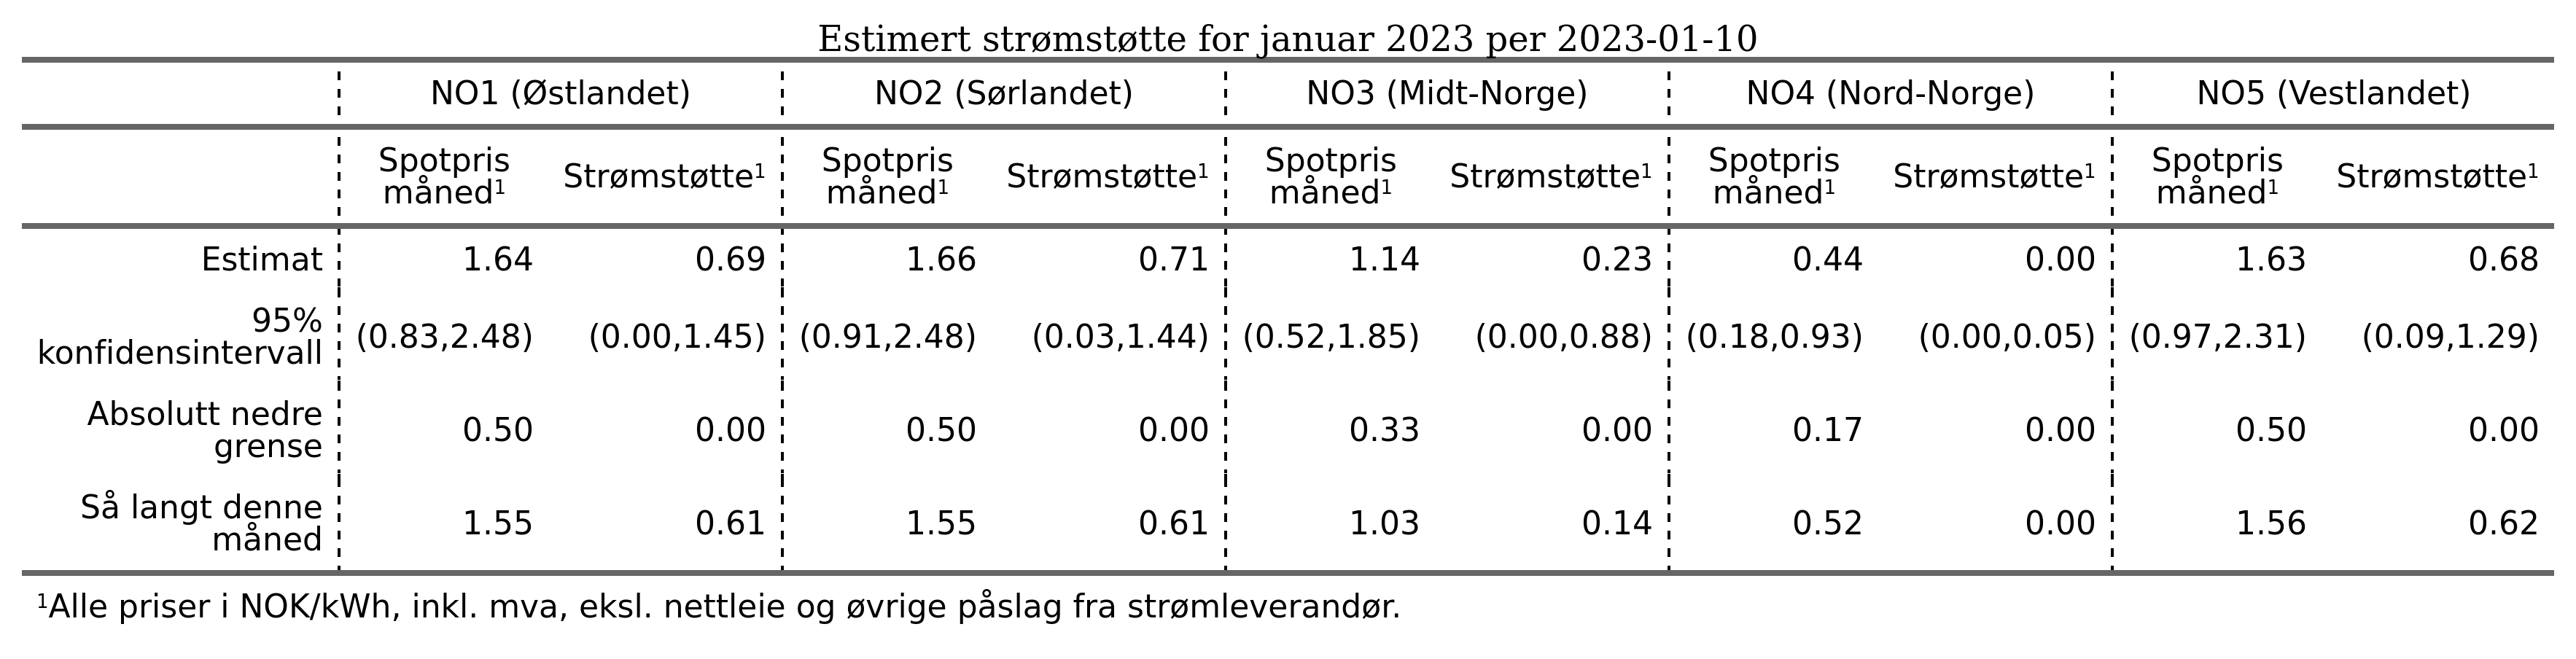 Estimert strømstøtte for januar 2023 per 2023-01-10
NO1 (Østlandet) NO2 (Sørlandet) NO3 (Midt-Norge) NO4 (Nord-Norge) NO5 (Vestlandet)
Spotpris måned¹ Strømstøtte¹ Spotpris måned¹ Strømstøtte¹ Spotpris måned¹ Strømstøtte¹ Spotpris måned¹ Strømstøtte¹ Spotpris måned¹ Strømstøtte¹
Estimat 1.64 0.69 1.66 0.71 1.14 0.23 0.44 0.00 1.63 0.68
95% konfidensintervall (0.83,2.48) (0.00,1.45) (0.91,2.48) (0.03,1.44) (0.52,1.85) (0.00,0.88) (0.18,0.93) (0.00,0.05) (0.97,2.31) (0.09,1.29)
Absolutt nedre grense 0.50 0.00 0.50 0.00 0.33 0.00 0.17 0.00 0.50 0.00
Så langt denne måned 1.55 0.61 1.55 0.61 1.03 0.14 0.52 0.00 1.56 0.62
¹Alle priser i NOK/kWh, inkl. mva, eksl. nettleie og øvrige påslag fra strømleverandør.